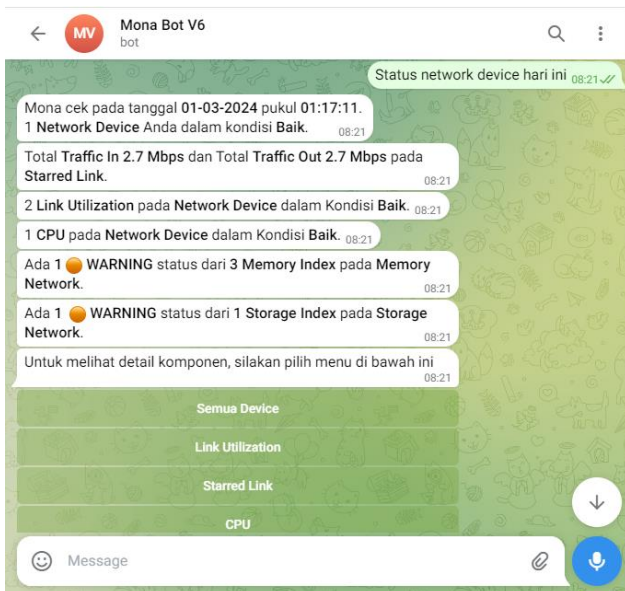 MV
Mona Bot V6
bot
Status network device hari ini 08:21
Mona cek pada tanggal 01-03-2024 pukul 01:17:11.
1 Network Device Anda dalam kondisi Baik. 08:21
Total Traffic In 2.7 Mbps dan Total Traffic Out 2.7 Mbps pada
Starred Link. 08:21
2 Link Utilization pada Network Device dalam Kondisi Baik. 08:21
1 CPU pada Network Device dalam Kondisi Baik. 08:21
Ada 1 🟠 WARNING status dari 3 Memory Index pada Memory
Network. 08:21
Ada 1 🟠 WARNING status dari 1 Storage Index pada Storage
Network. 08:21
Untuk melihat detail komponen, silakan pilih menu di bawah ini
08:21
Semua Device
Link Utilization
Starred Link
CPU
Message